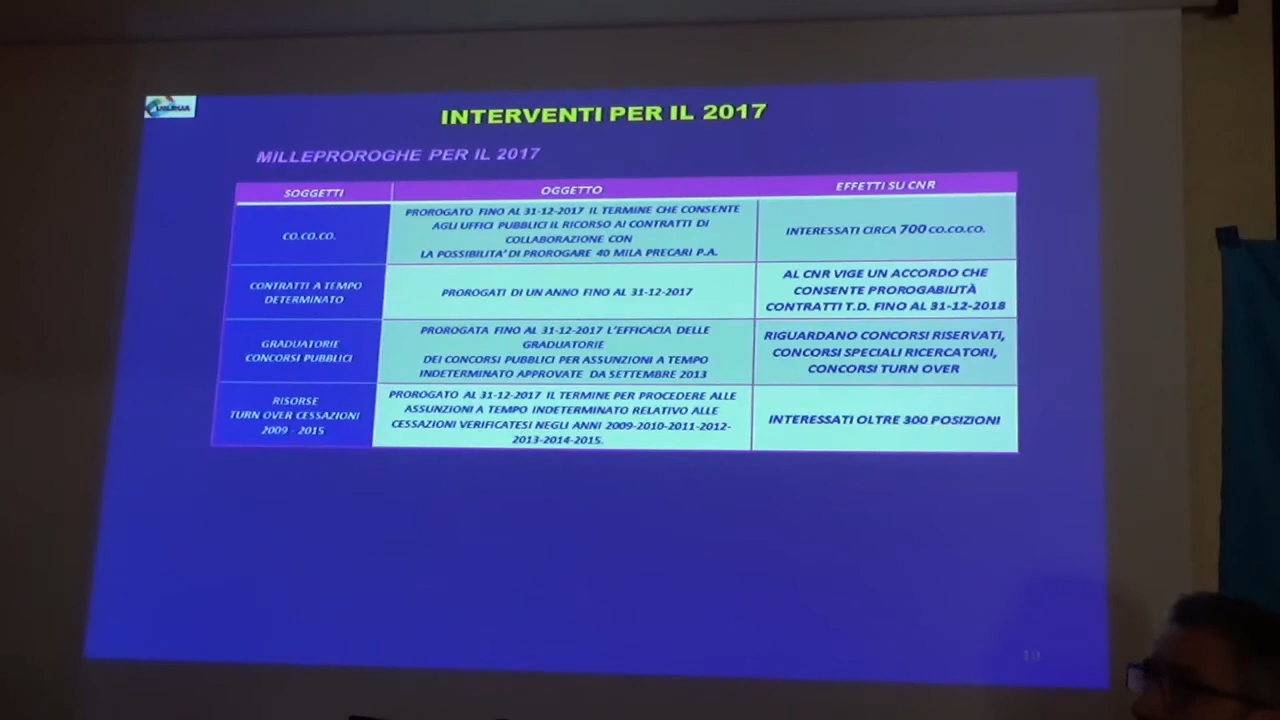 UILRUA
INTERVENTI PER IL 2017
MILLEPROROGHE PER IL 2017
SOGGETTI
OGGETTO
EFFETTI SU CNR
CO.CO.CO.
PROROGATO FINO AL 31-12-2017 IL TERMINE CHE CONSENTE
AGLI UFFICI PUBBLICI IL RICORSO AI CONTRATTI DI
COLLABORAZIONE CON
LA POSSIBILITA' DI PROROGARE 40 MILA PRECARI P.A.
INTERESSATI CIRCA 700 CO.CO.CO.
CONTRATTI A TEMPO
DETERMINATO
PROROGATI DI UN ANNO FINO AL 31-12-2017
AL CNR VIGE UN ACCORDO CHE
CONSENTE PROROGABILITÀ
CONTRATTI T.D. FINO AL 31-12-2018
GRADUATORIE
CONCORSI PUBBLICI
PROROGATA FINO AL 31-12-2017 L'EFFICACIA DELLE
GRADUATORIE
DEI CONCORSI PUBBLICI PER ASSUNZIONI A TEMPO
INDETERMINATO APPROVATE DA SETTEMBRE 2013
RIGUARDANO CONCORSI RISERVATI,
CONCORSI SPECIALI RICERCATORI,
CONCORSI TURN OVER
RISORSE
TURN OVER CESSAZIONI
2009 - 2015
PROROGATO AL 31-12-2017 IL TERMINE PER PROCEDERE ALLE
ASSUNZIONI A TEMPO INDETERMINATO RELATIVO ALLE
CESSAZIONI VERIFICATESI NEGLI ANNI 2009-2010-2011-2012-
2013-2014-2015.
INTERESSATI OLTRE 300 POSIZIONI
10